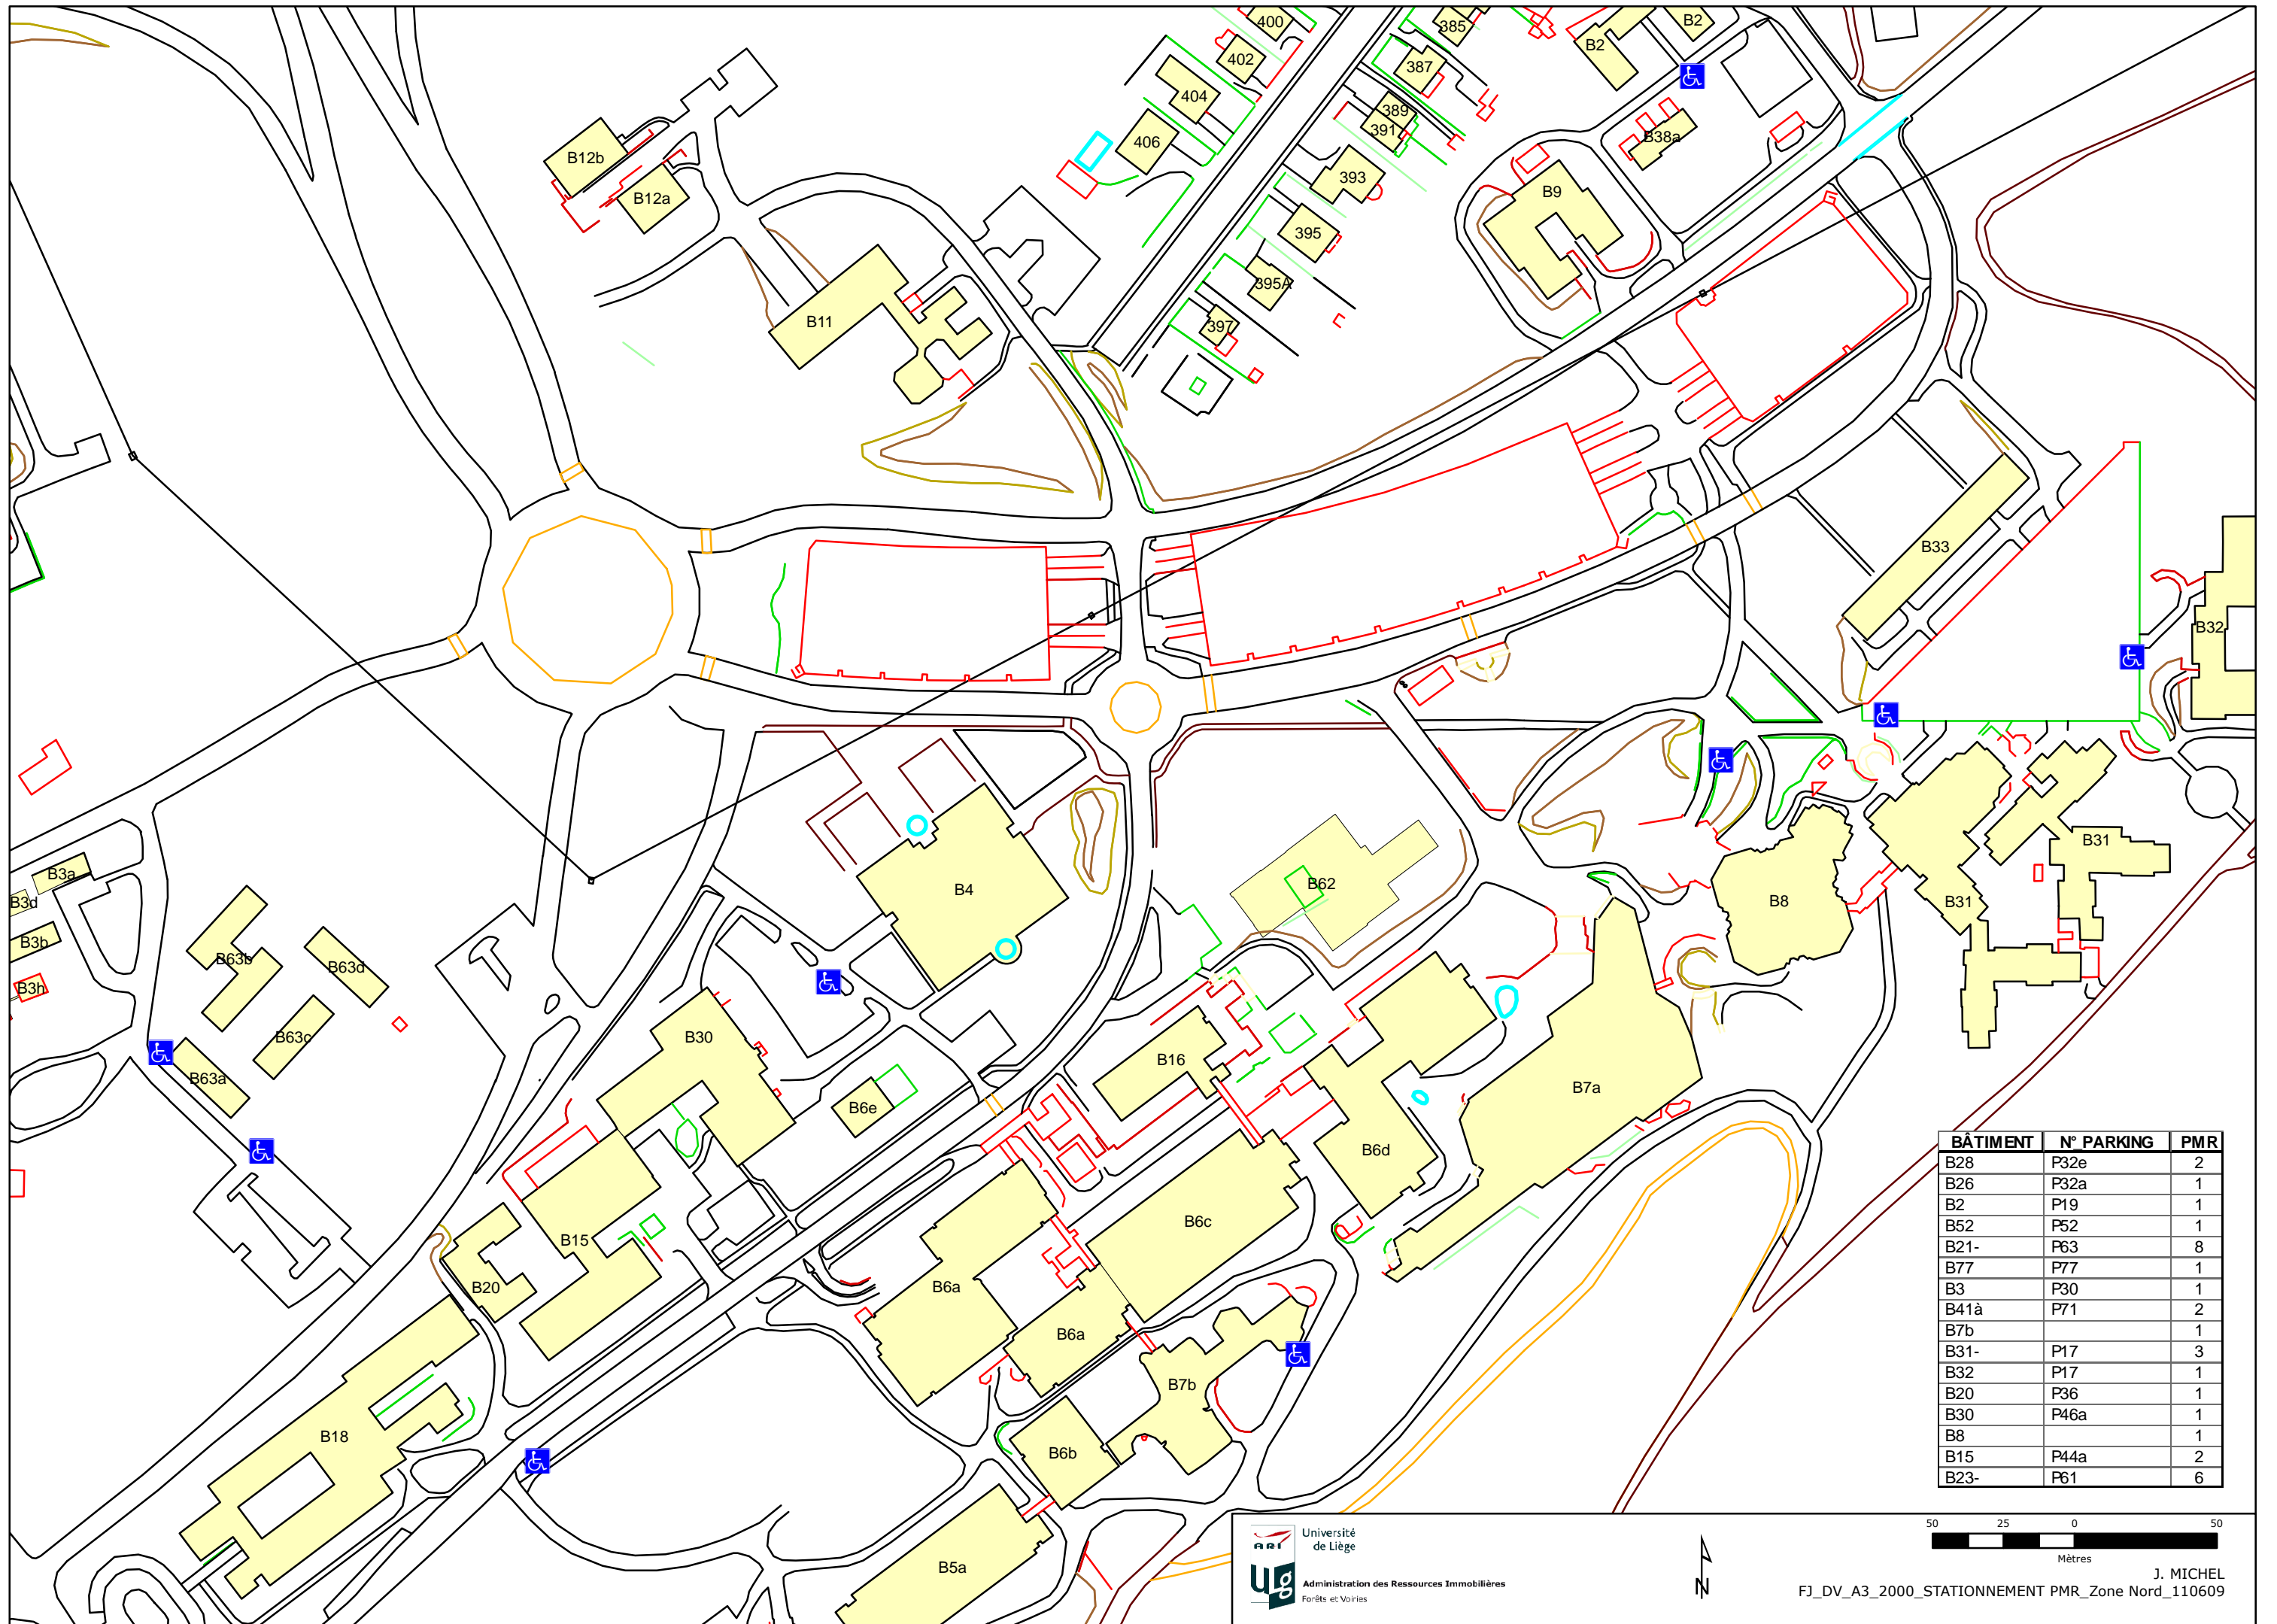 400
385
B2
B2
402
387
404
389
391
406
B38a
B12b
B12a
393
B9
395
395A
397
B11
B33
B32
B31
B3a
B3d
B4
B62
B8
B31
B3b
B63b
B63d
B3h
B63c
B30
B16
B63a
B6e
B7a
B6d
B6c
B15
B20
B6a
B6a
B7b
B18
B6b
B5a
BÂTIMENT N°_PARKING PMR
B28 P32e 2
B26 P32a 1
B2 P19 1
B52 P52 1
B21- P63 8
B77 P77 1
B3 P30 1
B41à P71 2
B7b 1
B31- P17 3
B32 P17 1
B20 P36 1
B30 P46a 1
B8 1
B15 P44a 2
B23- P61 6
Université
de Liège
ARI
ULg
Administration des Ressources Immobilières
Forêts et Voiries
N
50 25 0 50
Mètres
J. MICHEL
FJ_DV_A3_2000_STATIONNEMENT PMR_Zone Nord_110609